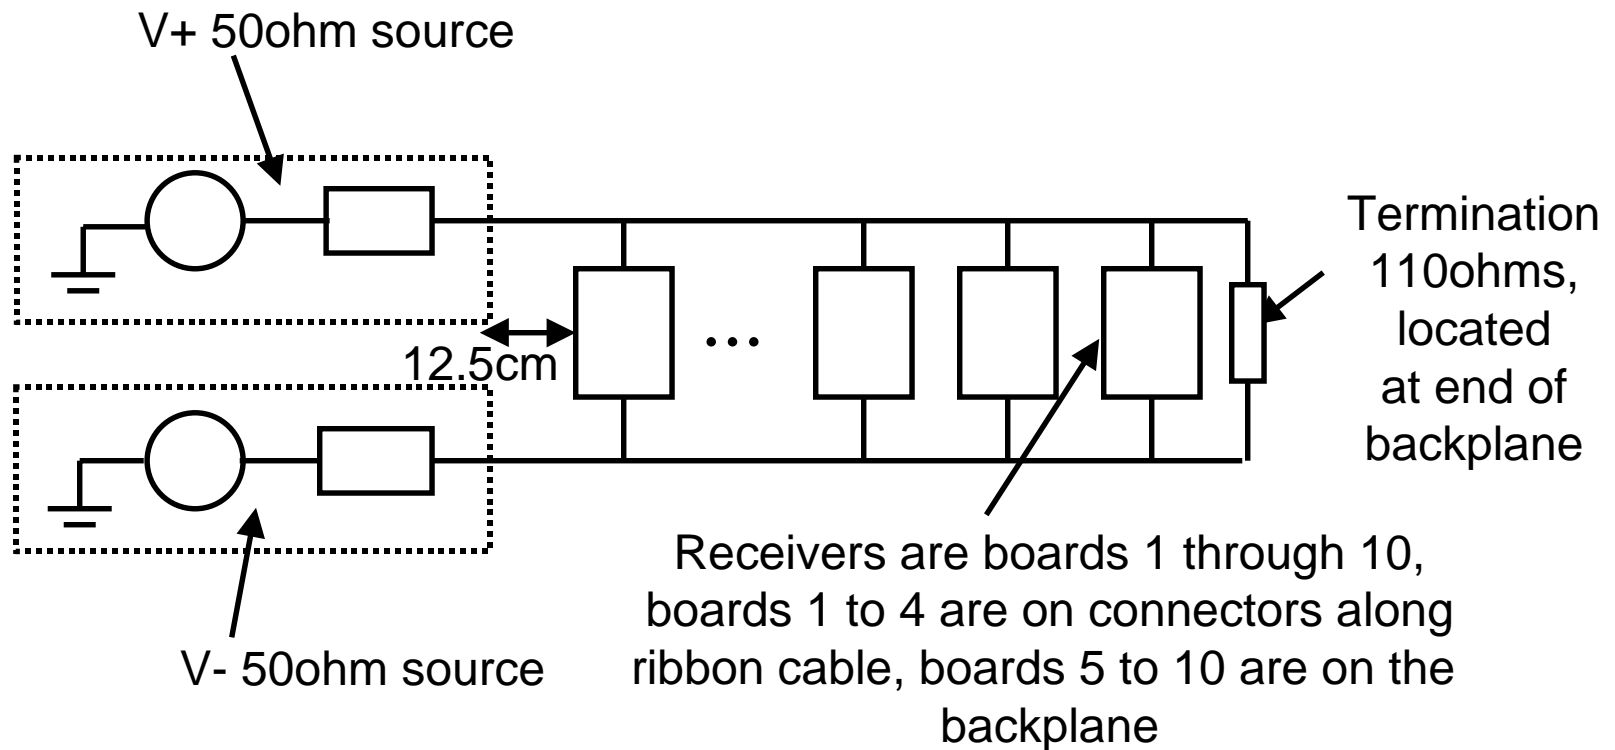 V+ 50ohm source
Termination
110ohms,
located
at end of
backplane
12.5cm
...
Receivers are boards 1 through 10,
boards 1 to 4 are on connectors along
ribbon cable, boards 5 to 10 are on the
backplane
V- 50ohm source